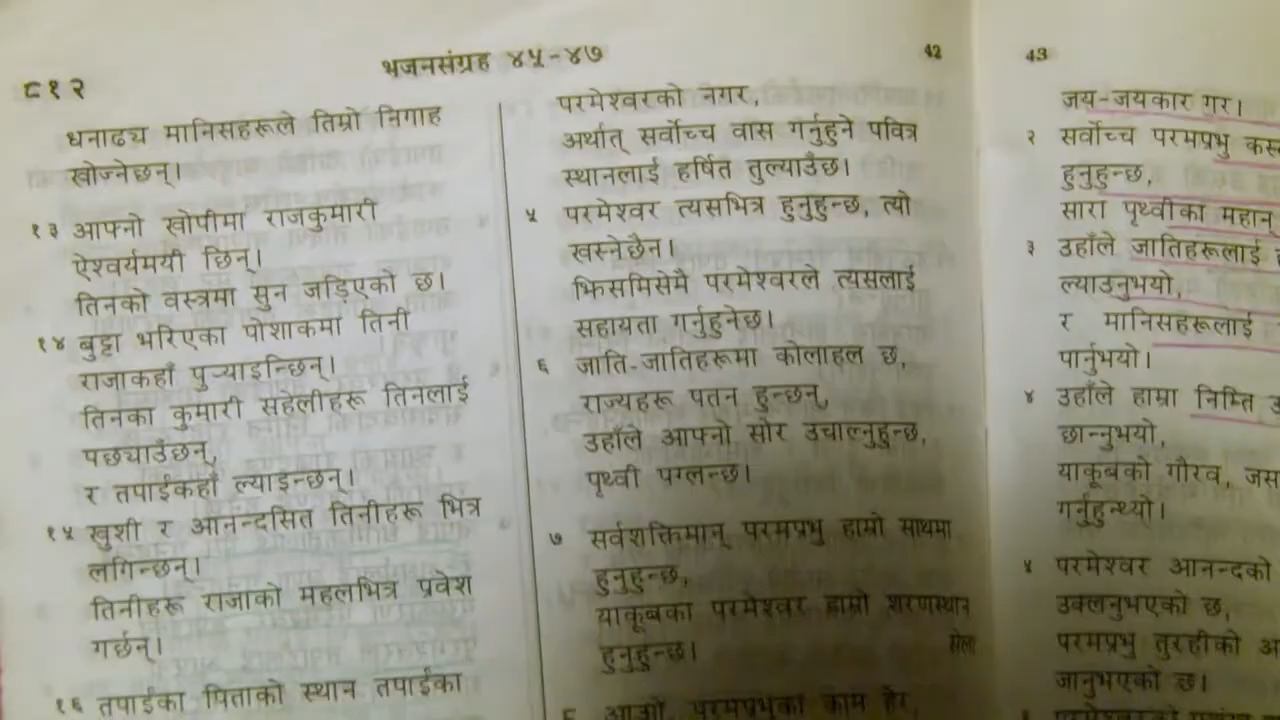 ८१२
भजनसंग्रह ४५-४७
42
43
धनाढ्य मानिसहरूले तिम्रो निगाह
खोज्नेछन्।
१३ आफ्नो खोपीमा राजकुमारी
ऐश्वर्यमयी छिन्।
तिनको वस्त्रमा सुन जड़िएको छ।
१४ बुट्टा भरिएका पोशाकमा तिनी
राजाकहाँ पुर्‍याइन्छिन्।
तिनका कुमारी सहेलीहरू तिनलाई
पछ्याउँछन्,
र तपाईंकहाँ ल्याइन्छन्।
१५ खुशी र आनन्दसित तिनीहरू भित्र
लगिन्छन्।
तिनीहरू राजाको महलभित्र प्रवेश
गर्छन्।
१६ तपाईंका पिताको स्थान तपाईंका
परमेश्वरको नगर,
अर्थात् सर्वोच्च वास गर्नुहुने पवित्र
स्थानलाई हर्षित तुल्याउँछ।
५ परमेश्वर त्यसभित्र हुनुहुन्छ, त्यो
खस्नेछैन।
झिसमिसेमै परमेश्वरले त्यसलाई
सहायता गर्नुहुनेछ।
६ जाति-जातिहरूमा कोलाहल छ,
राज्यहरू पतन हुन्छन्,
उहाँले आफ्नो सोर उचाल्नुहुन्छ,
पृथ्वी पग्लन्छ।
७ सर्वशक्तिमान् परमप्रभु हाम्रो साथमा
हुनुहुन्छ,
याकूबका परमेश्वर हाम्रो शरणस्थान
हुनुहुन्छ।
सेला
८ आओ, परमप्रभुका काम हेर,
जय-जयकार गर।
२ सर्वोच्च परमप्रभु
हुनुहुन्छ,
सारा पृथ्वीका महान्
३ उहाँले जातिहरूलाई
ल्याउनुभयो,
र मानिसहरूलाई
पार्नुभयो।
४ उहाँले हाम्रा निम्ति
छान्नुभयो,
याकूबको गौरव, जस
गर्नुहुन्थ्यो।
५ परमेश्वर आनन्दको
उक्लनुभएको छ,
परमप्रभु तुरहीको
जानुभएको छ।